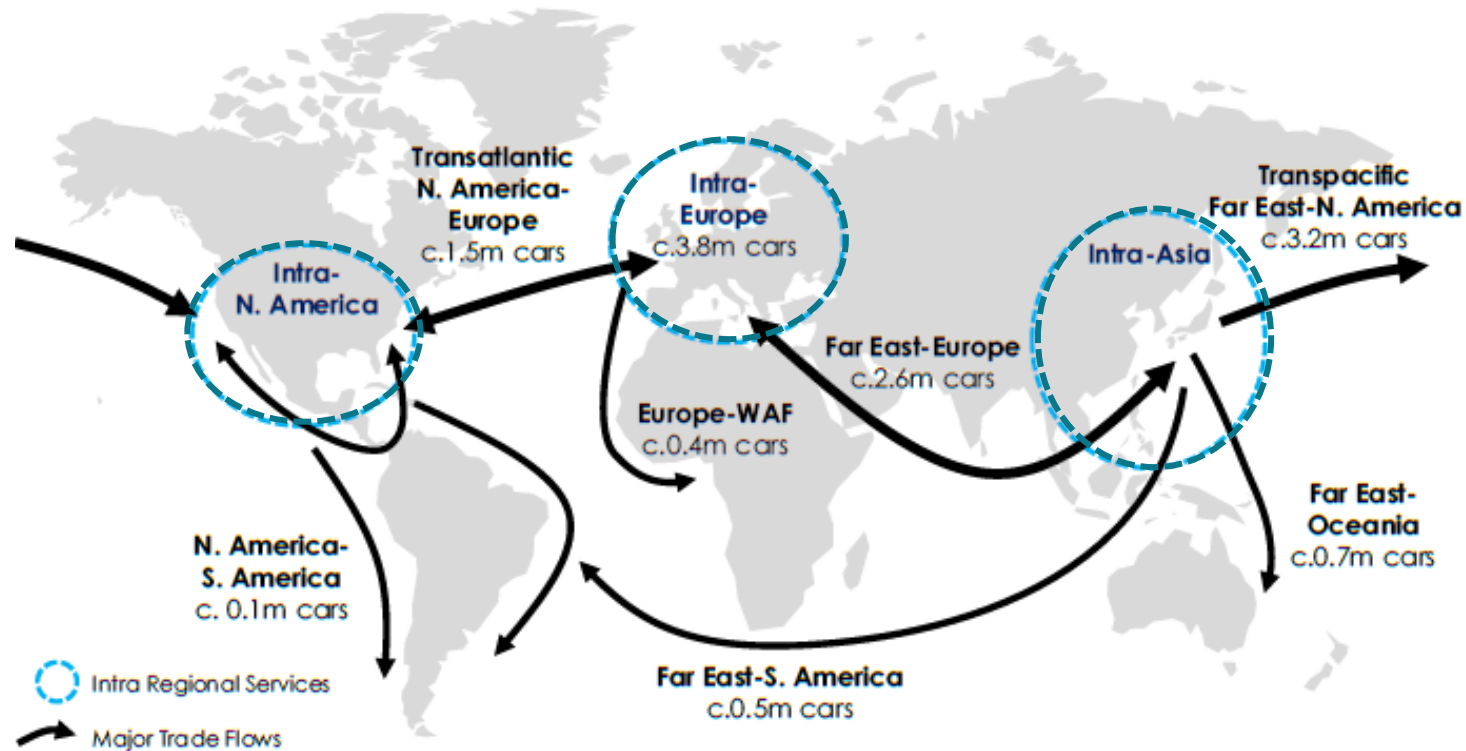 Transatlantic
N. America-
Europe
c.1.5m cars
Intra-
Europe
c.3.8m cars
Transpacific
Far East-N. America
c.3.2m cars
Intra-Asia
Intra-
N. America
Far East-Europe
c.2.6m cars
Europe-WAF
c.0.4m cars
Far East-
Oceania
c.0.7m cars
N. America-
S. America
c. 0.1m cars
Far East-S. America
c.0.5m cars
Intra Regional Services
Major Trade Flows